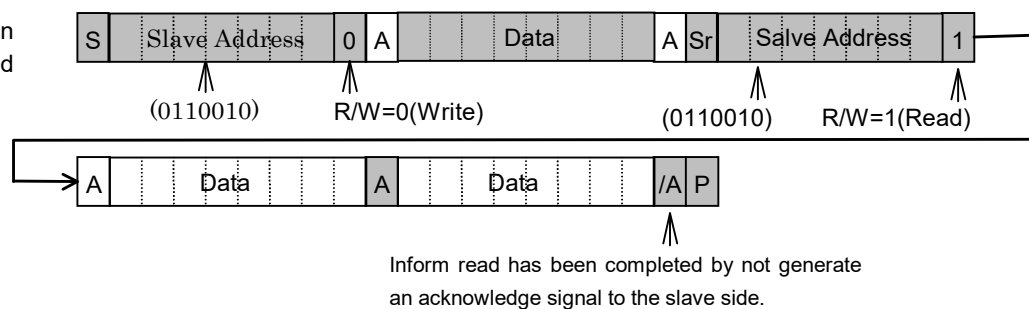 n
d
S Slave Address 0 A Data A Sr Salve Address 1
(0110010) R/W=0(Write) (0110010) R/W=1(Read)
A Data A Data /A P
Inform read has been completed by not generate
an acknowledge signal to the slave side.